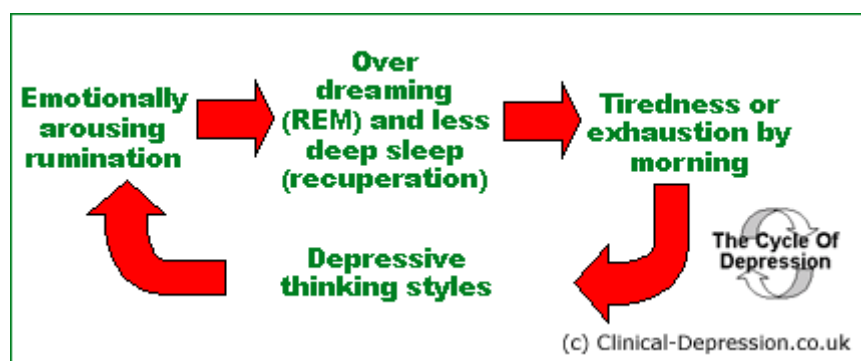 Emotionally
arousing
rumination
Over
dreaming
(REM) and less
deep sleep
(recuperation)
Tiredness or
exhaustion by
morning
Depressive
thinking styles
The Cycle Of
Depression
(c) Clinical-Depression.co.uk